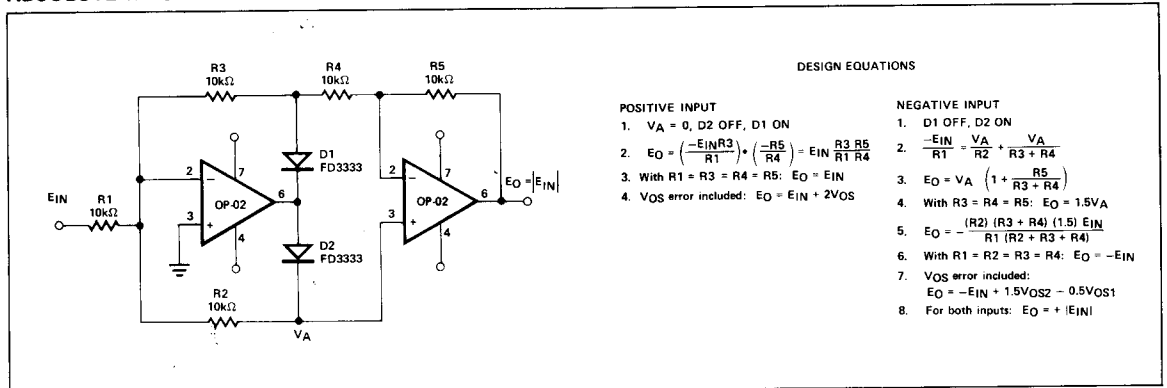 R3
10kΩ
R4
10kΩ
R5
10kΩ
D1
FD3333
2
7
6
OP-02
3
4
EIN
R1
10kΩ
D2
FD3333
2
7
6
OP-02
3
4
EO = |EIN|
R2
10kΩ
VA
DESIGN EQUATIONS
POSITIVE INPUT
1. VA = 0, D2 OFF, D1 ON
2. EO = (-EINR3/R1) • (-R5/R4) = EIN R3 R5/R1 R4
3. With R1 = R3 = R4 = R5: EO = EIN
4. VOS error included: EO = EIN + 2VOS
NEGATIVE INPUT
1. D1 OFF, D2 ON
2. -EIN/R1 = VA/R2 + VA/R3 + R4
3. EO = VA (1 + R5/R3 + R4)
4. With R3 = R4 = R5: EO = 1.5VA
5. EO = - (R2) (R3 + R4) (1.5) EIN/R1 (R2 + R3 + R4)
6. With R1 = R2 = R3 = R4: EO = -EIN
7. VOS error included:
EO = -EIN + 1.5VOS2 - 0.5VOS1
8. For both inputs: EO = + |EIN|